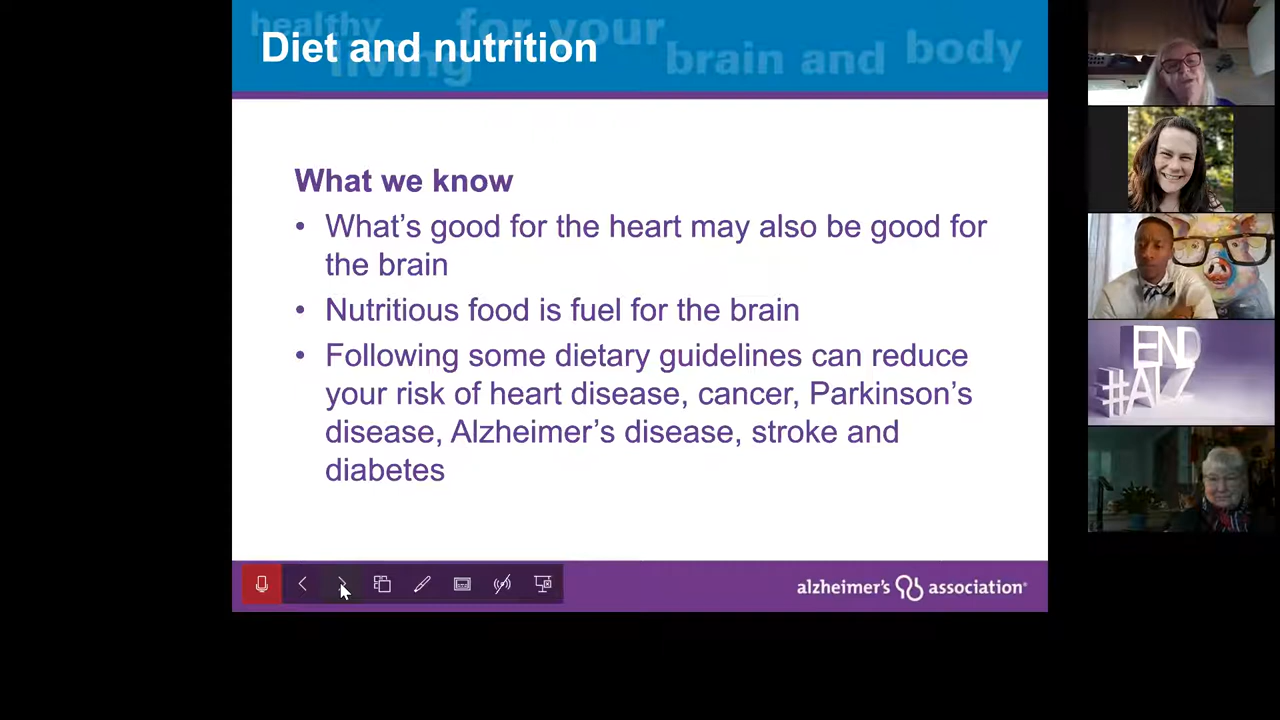 healthy
for your
living
brain and
body
Diet and nutrition
What we know
• What's good for the heart may also be good for
the brain
• Nutritious food is fuel for the brain
• Following some dietary guidelines can reduce
your risk of heart disease, cancer, Parkinson's
disease, Alzheimer's disease, stroke and
diabetes
alzheimer's association®
END
#ALZ